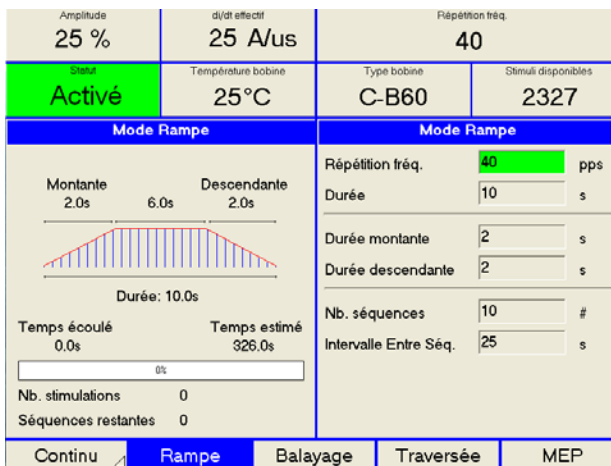 Amplitude
25 %
di/dt effectif
25 A/us
Répétition fréq.
40
Statut
Activé
Température bobine
25°C
Type bobine
C-B60
Stimuli disponibles
2327
Mode Rampe
Montante
2.0s
6.0s
Descendante
2.0s
Durée: 10.0s
Temps écoulé
0.0s
Temps estimé
326.0s
0%
Nb. stimulations 0
Séquences restantes 0
Mode Rampe
Répétition fréq. 40 pps
Durée 10 s
Durée montante 2 s
Durée descendante 2 s
Nb. séquences 10 #
Intervalle Entre Séq. 25 s
Continu Rampe Balayage Traversée MEP